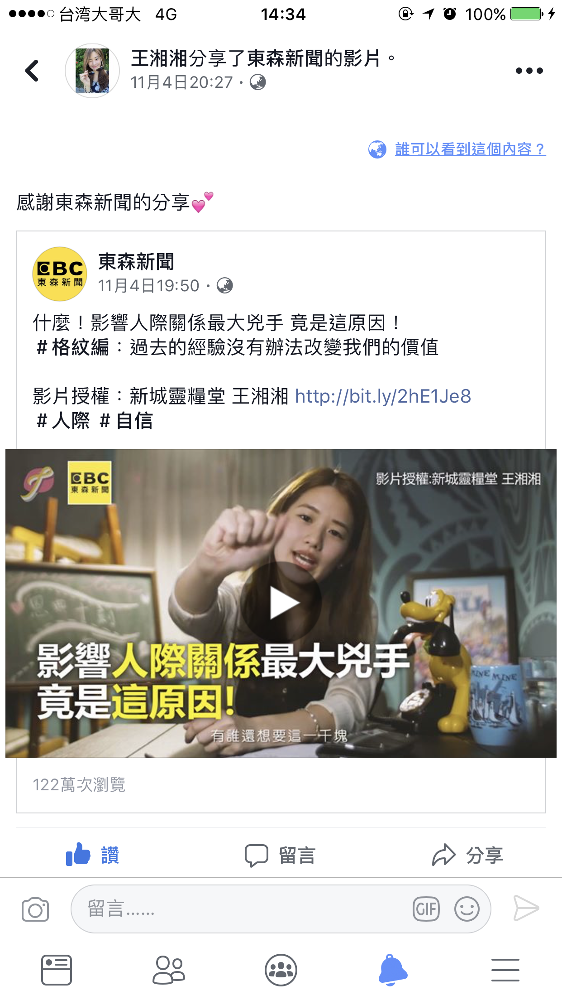 台湾大哥大 4G 14:34 100%
王湘湘分享了東森新聞的影片。
11月4日20:27 ·
誰可以看到這個內容？
感謝東森新聞的分享💕
EBC
東森新聞
東森新聞
11月4日19:50 ·
什麼！影響人際關係最大兇手 竟是這原因！
＃格紋編：過去的經驗沒有辦法改變我們的價值
影片授權：新城靈糧堂 王湘湘 http://bit.ly/2hE1Je8
＃人際 ＃自信
EBC
東森新聞
影片授權:新城靈糧堂 王湘湘
影響人際關係最大兇手
竟是這原因!
MINE MINE
有誰還想要這一千塊
122萬次瀏覽
讚 留言 分享
留言...... GIF